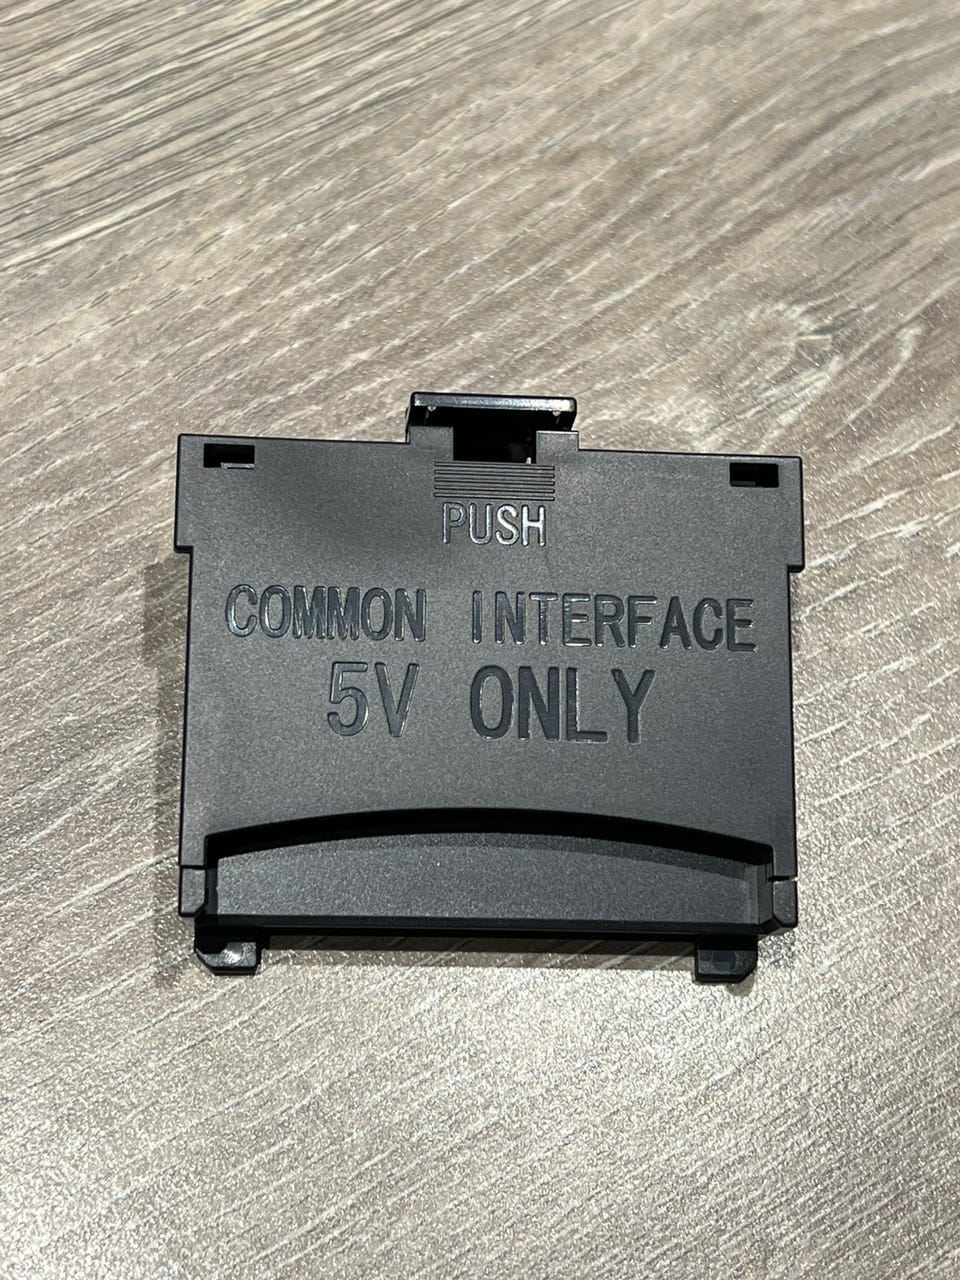 PUSH
COMMON INTERFACE
5V ONLY